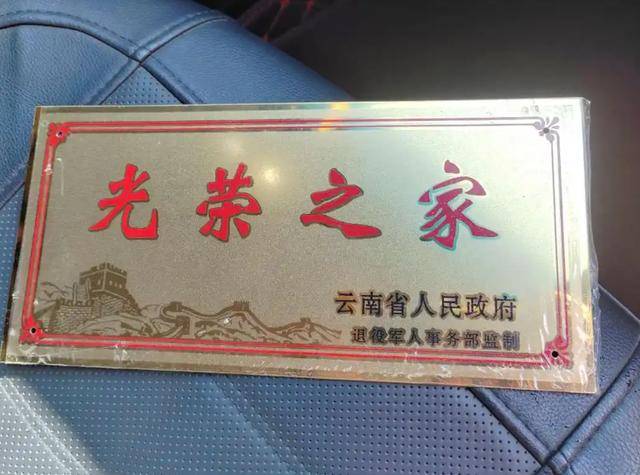 光荣之家
云南省人民政府
退役军人事务部监制